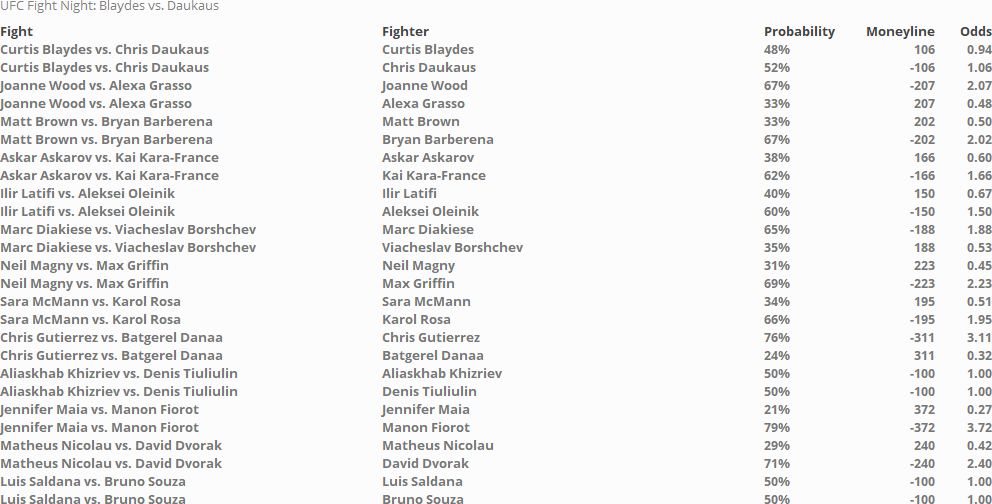 UFC Fight Night: Blaydes vs. Daukaus
Fight Fighter Probability Moneyline Odds
Curtis Blaydes vs. Chris Daukaus Curtis Blaydes 48% 106 0.94
Curtis Blaydes vs. Chris Daukaus Chris Daukaus 52% -106 1.06
Joanne Wood vs. Alexa Grasso Joanne Wood 67% -207 2.07
Joanne Wood vs. Alexa Grasso Alexa Grasso 33% 207 0.48
Matt Brown vs. Bryan Barberena Matt Brown 33% 202 0.50
Matt Brown vs. Bryan Barberena Bryan Barberena 67% -202 2.02
Askar Askarov vs. Kai Kara-France Askar Askarov 38% 166 0.60
Askar Askarov vs. Kai Kara-France Kai Kara-France 62% -166 1.66
Ilir Latifi vs. Aleksei Oleinik Ilir Latifi 40% 150 0.67
Ilir Latifi vs. Aleksei Oleinik Aleksei Oleinik 60% -150 1.50
Marc Diakiese vs. Viacheslav Borshchev Marc Diakiese 65% -188 1.88
Marc Diakiese vs. Viacheslav Borshchev Viacheslav Borshchev 35% 188 0.53
Neil Magny vs. Max Griffin Neil Magny 31% 223 0.45
Neil Magny vs. Max Griffin Max Griffin 69% -223 2.23
Sara McMann vs. Karol Rosa Sara McMann 34% 195 0.51
Sara McMann vs. Karol Rosa Karol Rosa 66% -195 1.95
Chris Gutierrez vs. Batgerel Danaa Chris Gutierrez 76% -311 3.11
Chris Gutierrez vs. Batgerel Danaa Batgerel Danaa 24% 311 0.32
Aliaskhab Khizriev vs. Denis Tiuliulin Aliaskhab Khizriev 50% -100 1.00
Aliaskhab Khizriev vs. Denis Tiuliulin Denis Tiuliulin 50% -100 1.00
Jennifer Maia vs. Manon Fiorot Jennifer Maia 21% 372 0.27
Jennifer Maia vs. Manon Fiorot Manon Fiorot 79% -372 3.72
Matheus Nicolau vs. David Dvorak Matheus Nicolau 29% 240 0.42
Matheus Nicolau vs. David Dvorak David Dvorak 71% -240 2.40
Luis Saldana vs. Bruno Souza Luis Saldana 50% -100 1.00
Luis Saldana vs. Bruno Souza Bruno Souza 50% -100 1.00